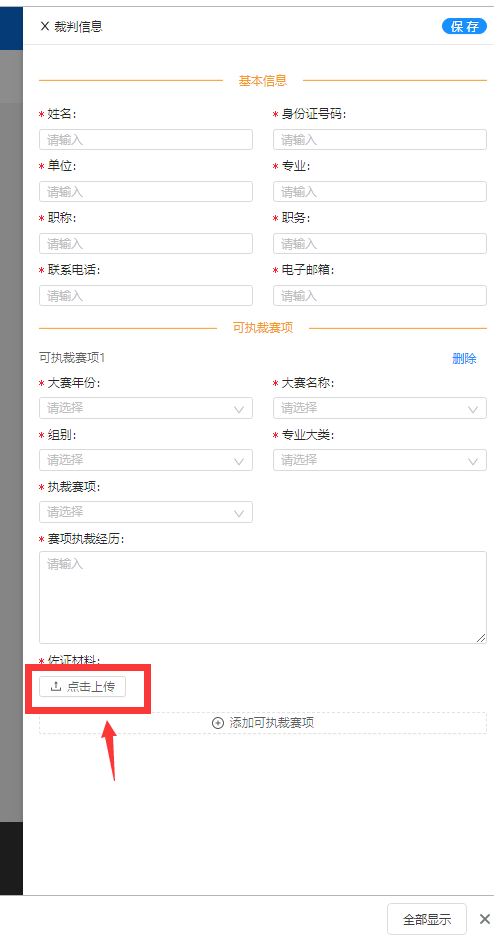 X 裁判信息 保 存
基本信息
* 姓名: * 身份证号码:
请输入 请输入
* 单位: * 专业:
请输入 请输入
* 职称: * 职务:
请输入 请输入
* 联系电话: * 电子邮箱:
请输入 请输入
可执裁赛项
可执裁赛项1 删除
* 大赛年份: * 大赛名称:
请选择 请选择
* 组别: * 专业大类:
请选择 请选择
* 执裁赛项:
请选择
* 赛项执裁经历:
请输入
* 佐证材料:
点击上传
添加可执裁赛项
全部显示